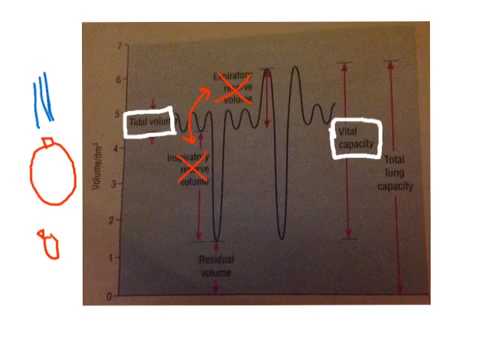 7
6
5
4
3
2
1
0
Volume/dm³
Tidal volume
Expiratory
reserve
volume
Inspiratory
reserve
volume
Residual
volume
Vital
capacity
Total
lung
capacity